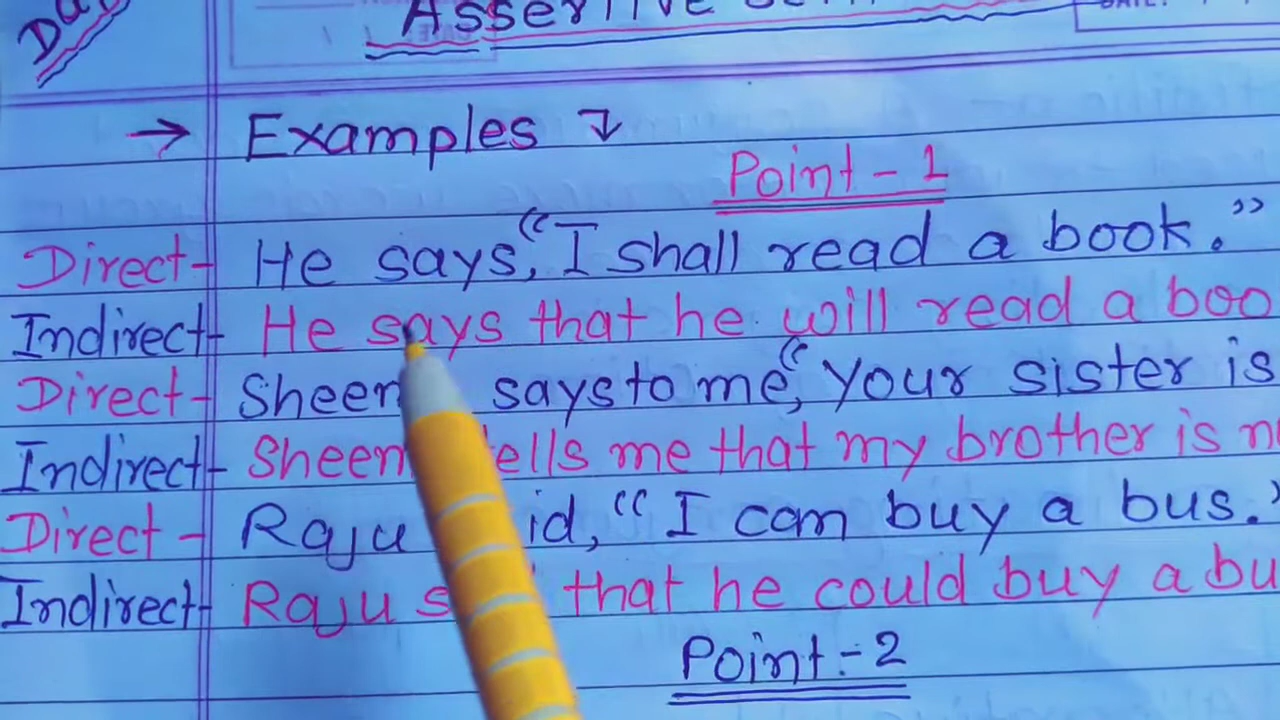 Assertive
→ Examples ↴
Point - 1
Direct - He says, "I shall read a book."
Indirect - He says that he will read a boo
Direct - Sheen says to me, "Your sister is
Indirect - Sheen tells me that my brother is n
Direct - Raju id, "I can buy a bus."
Indirect - Raju s that he could buy a bu
Point :- 2